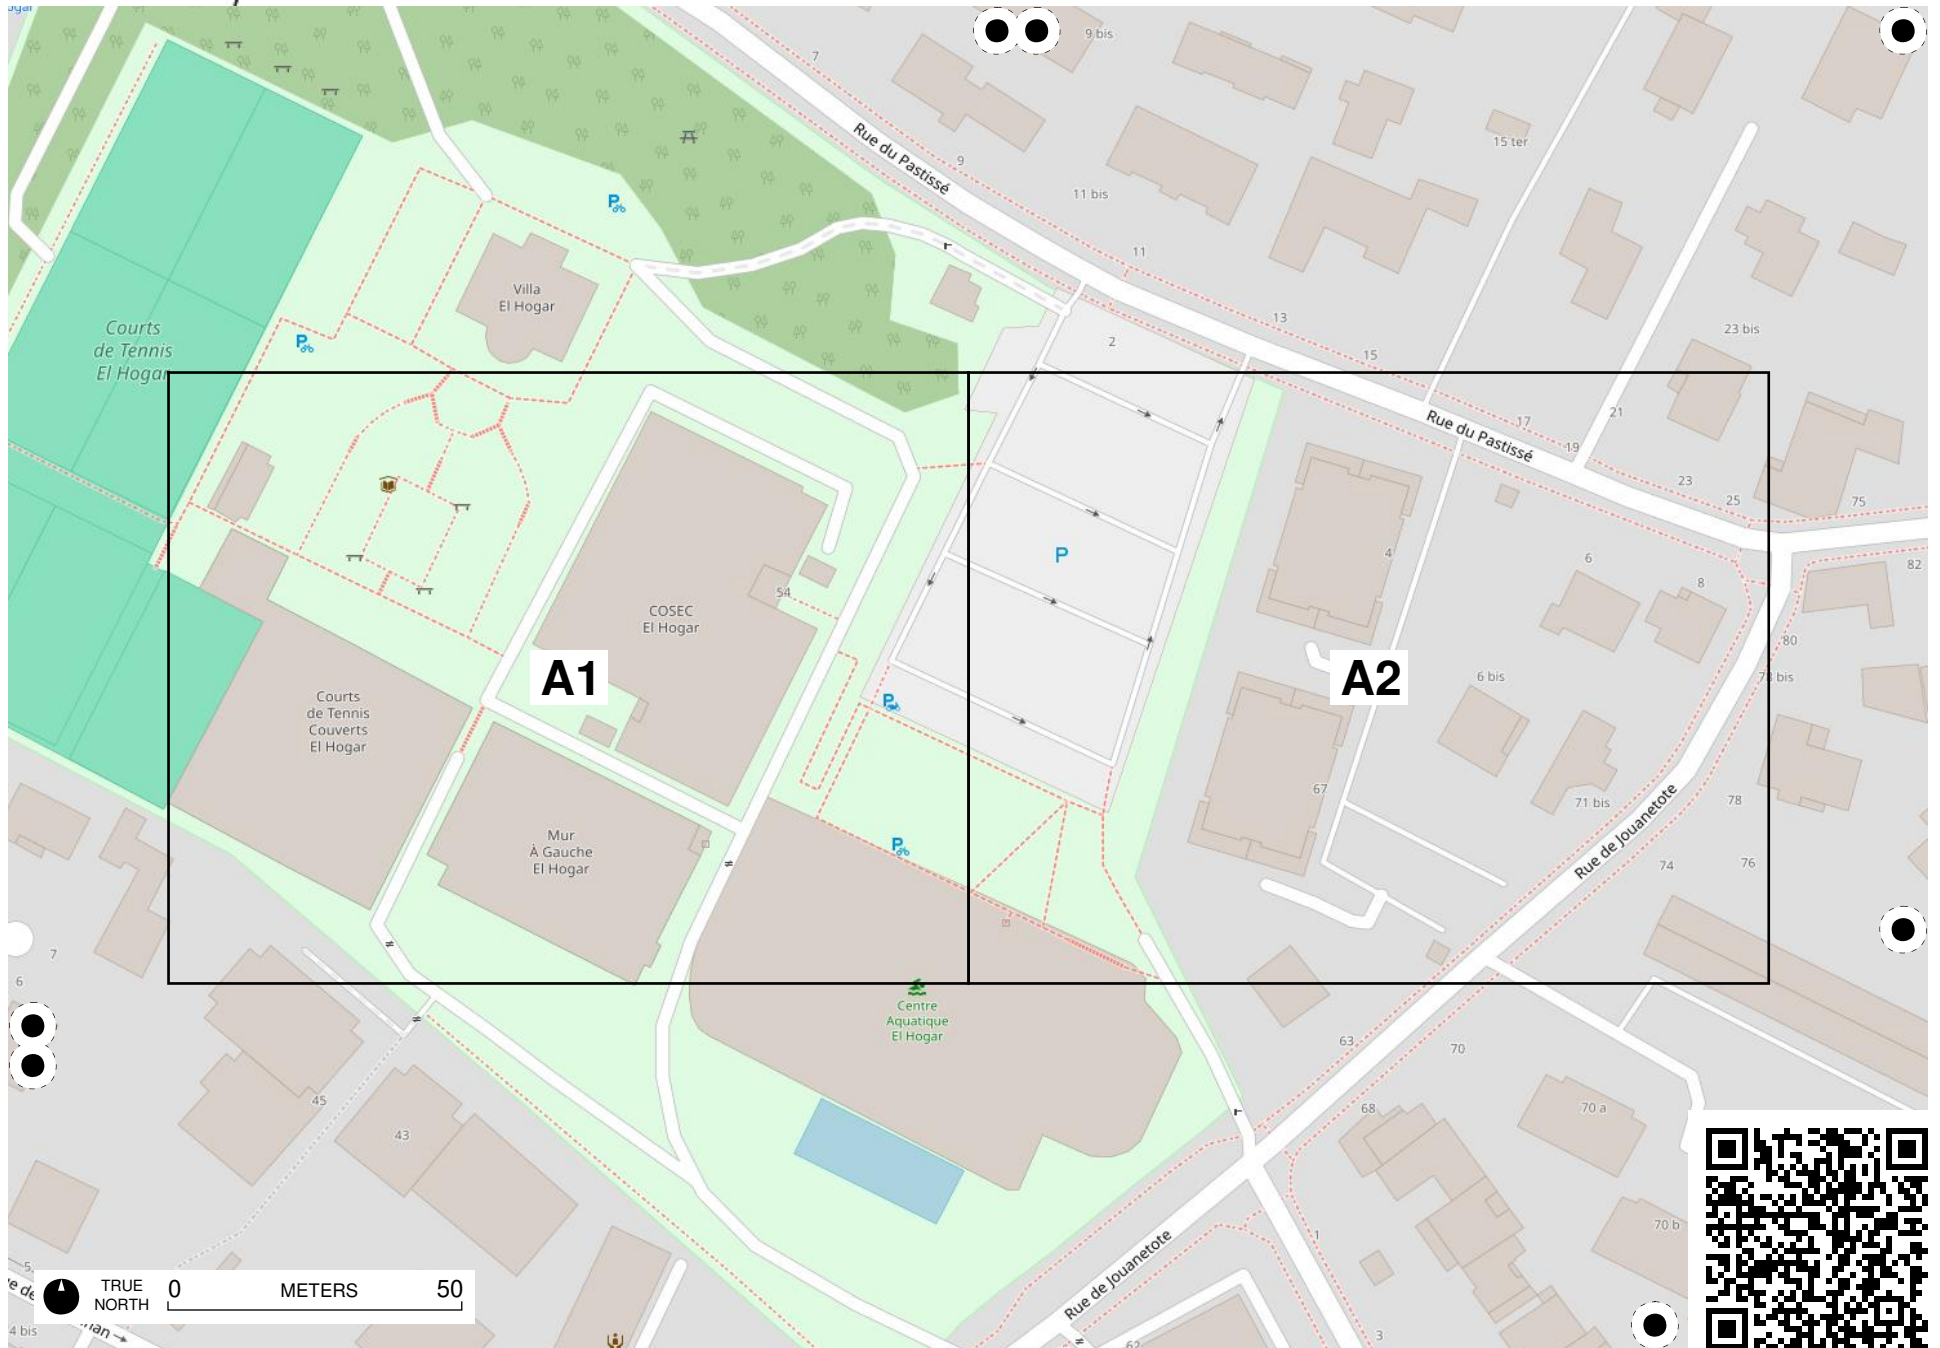 9 bis
7
Rue du Pastissé
9
15 ter
11 bis
11
Villa
El Hogar
13
23 bis
2
15
Courts
de Tennis
El Hogar
21
17
Rue du Pastissé
19
23
25
75
P
4
6
82
8
54
COSEC
El Hogar
80
A1
A2
6 bis
Courts
de Tennis
Couverts
El Hogar
67
71 bis
78
Mur
À Gauche
El Hogar
Rue de Jouanetote
74
76
7
6
Centre
Aquatique
El Hogar
63
70
45
68
70 a
43
70 b
1
Rue de Jouanetote
5
TRUE
NORTH
0
METERS
50
4 bis
3
62